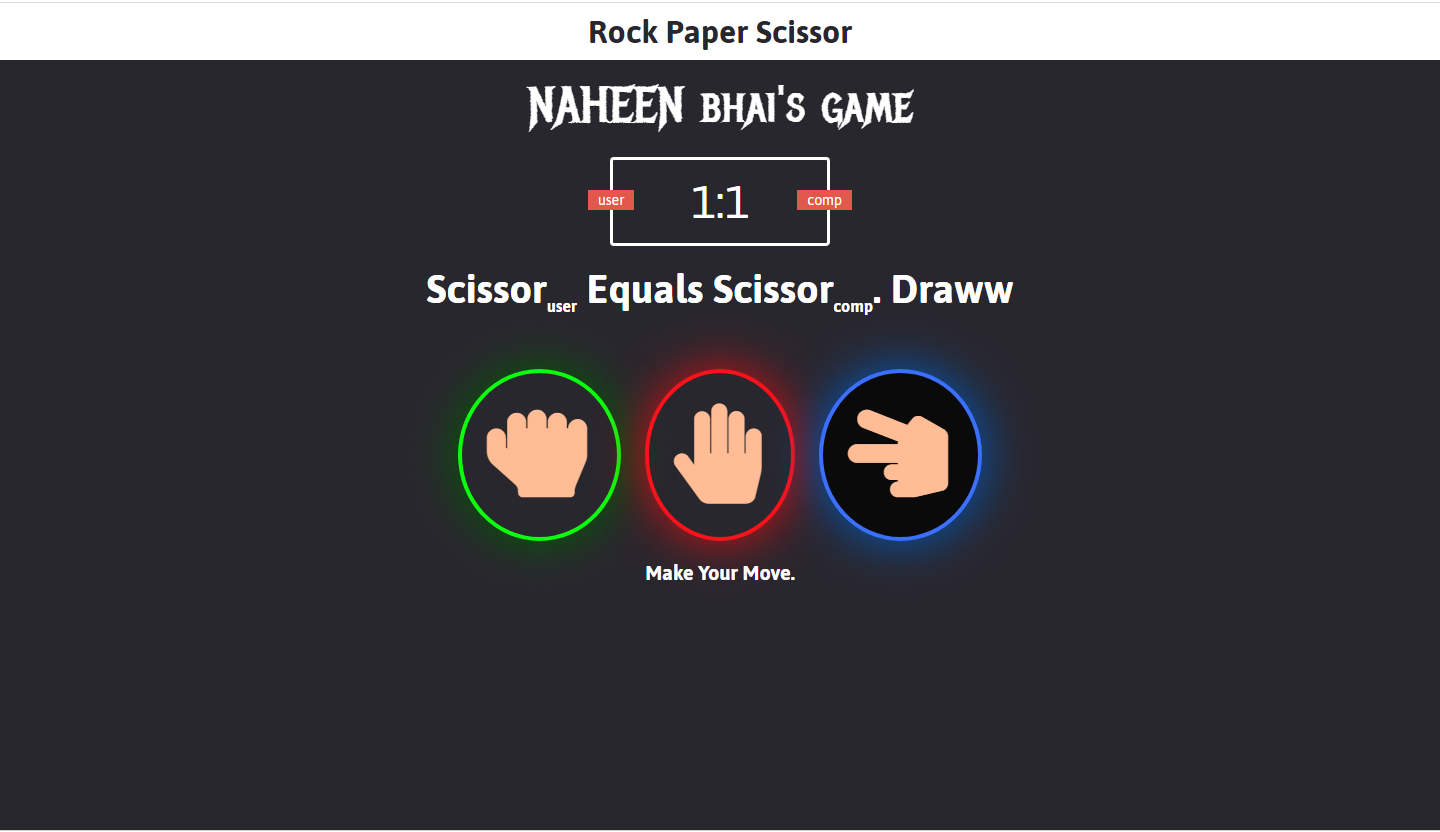 Rock Paper Scissor
NAHEEN BHAI'S GAME
user 1:1 comp
Scissoruser Equals Scissorcomp. Draww
Make Your Move.